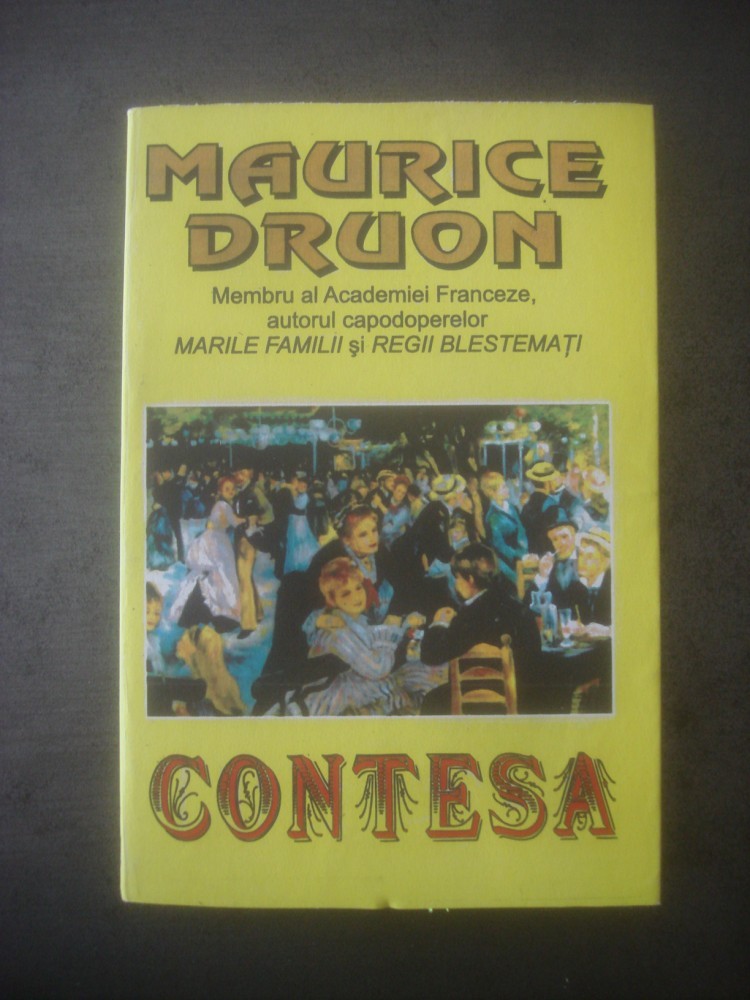 MAURICE
DRUON
Membru al Academiei Franceze,
autorul capodoperelor
MARILE FAMILII şi REGII BLESTEMAŢI
CONTESA